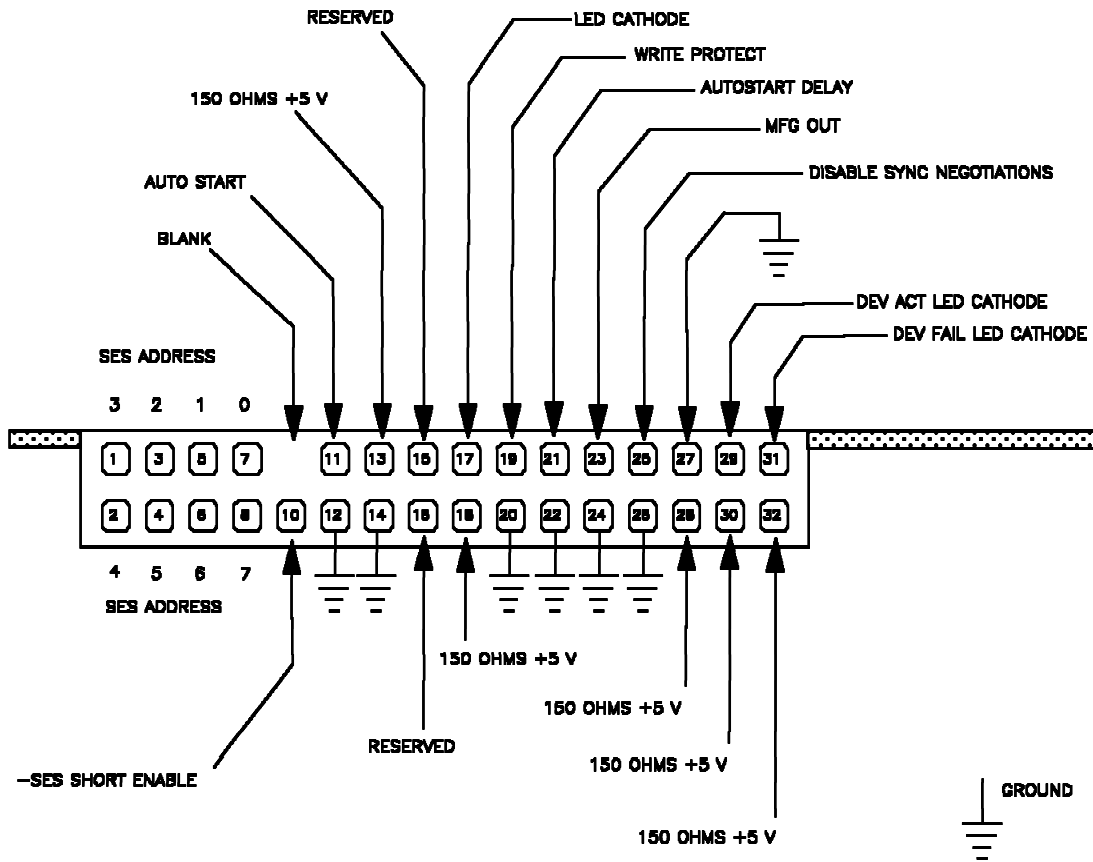 RESERVED
LED CATHODE
WRITE PROTECT
AUTOSTART DELAY
150 OHMS +5 V
MFG OUT
DISABLE SYNC NEGOTIATIONS
AUTO START
BLANK
DEV ACT LED CATHODE
DEV FAIL LED CATHODE
SES ADDRESS
3 2 1 0
1 3 5 7 11 13 15 17 19 21 23 25 27 29 31
2 4 6 8 10 12 14 16 18 20 22 24 26 28 30 32
4 5 6 7
SES ADDRESS
150 OHMS +5 V
150 OHMS +5 V
RESERVED
150 OHMS +5 V
-SES SHORT ENABLE
GROUND
150 OHMS +5 V